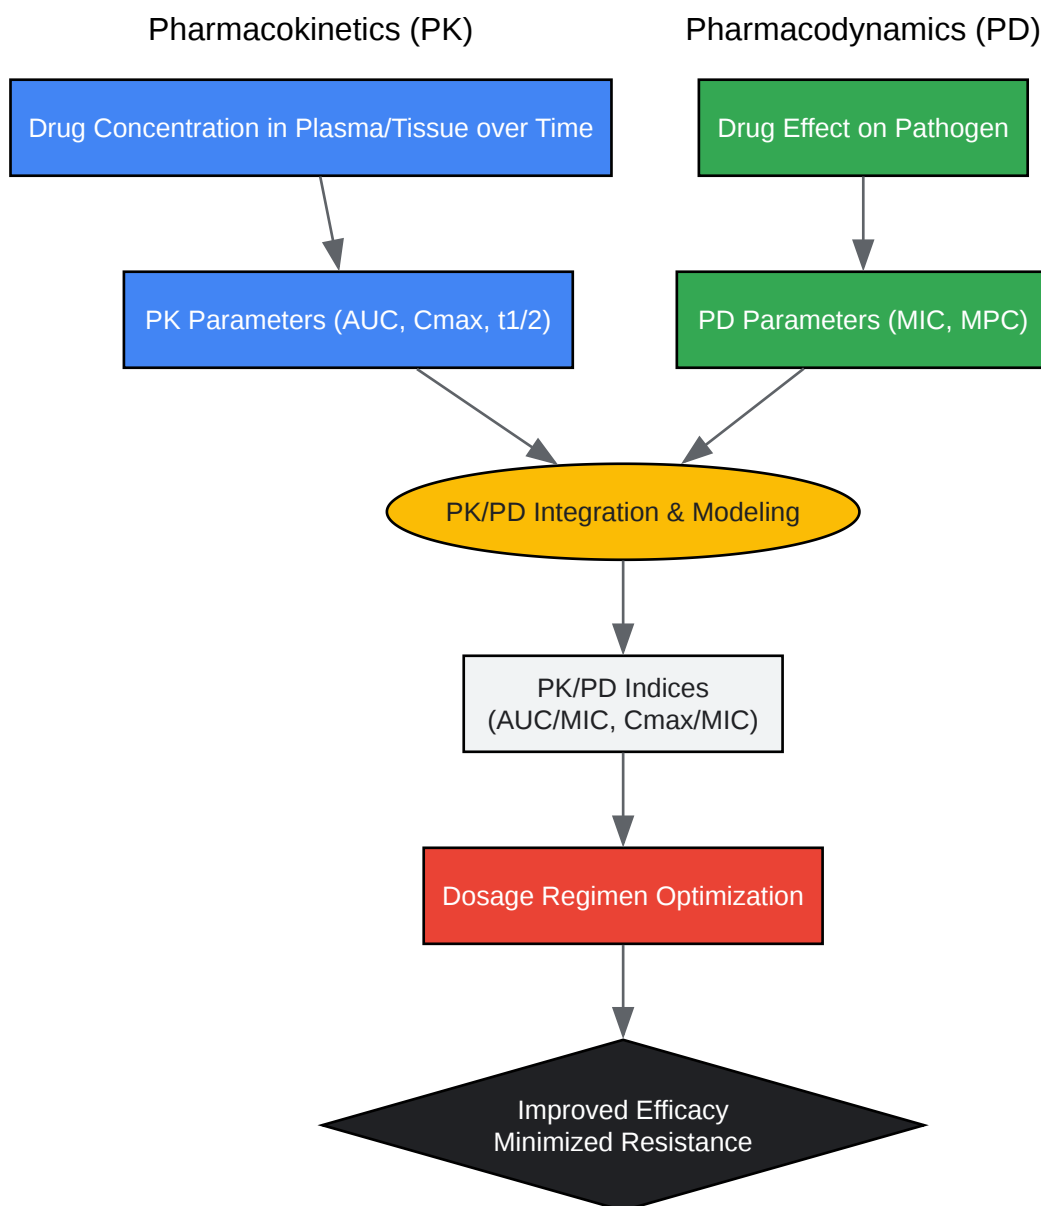 Pharmacokinetics (PK)
Pharmacodynamics (PD)
Drug Concentration in Plasma/Tissue over Time
Drug Effect on Pathogen
PK Parameters (AUC, Cmax, t1/2)
PD Parameters (MIC, MPC)
PK/PD Integration & Modeling
PK/PD Indices
(AUC/MIC, Cmax/MIC)
Dosage Regimen Optimization
Improved Efficacy
Minimized Resistance